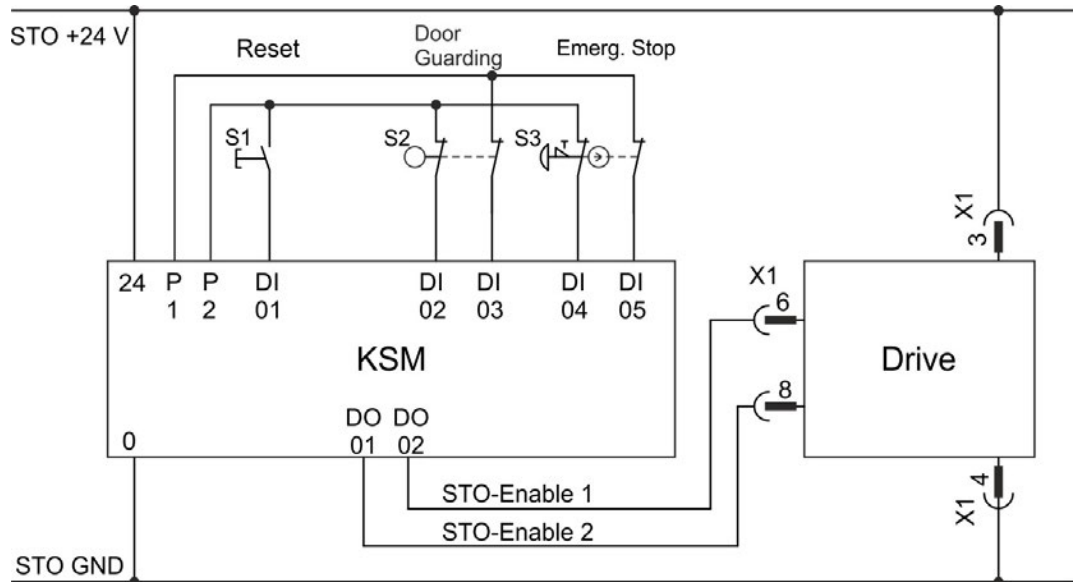 STO +24 V
Reset
Door
Guarding
Emerg. Stop
S1
S2
S3
24 P P DI DI DI DI DI
1 2 01 02 03 04 05
KSM
DO DO
01 02
0
STO-Enable 1
STO-Enable 2
X1
6
8
Drive
X1
3
X1
4
STO GND